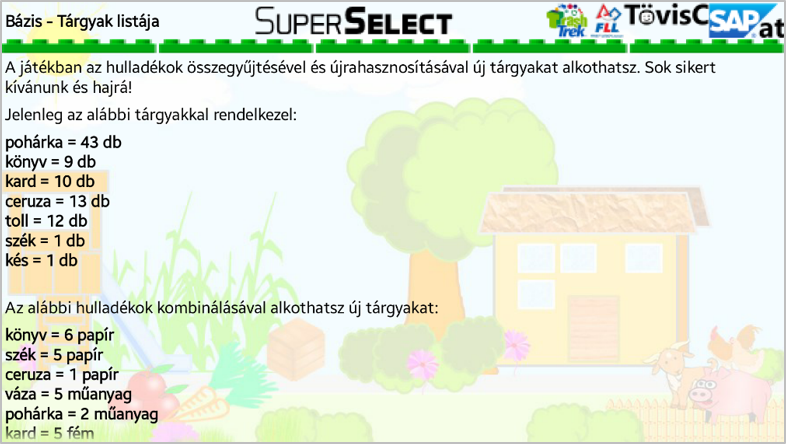 Bázis - Tárgyak listája
SUPERSELECT
Trash
Trek
FLL
TövisC
SAP
at
A játékban az hulladékok összegyűjtésével és újrahasznosításával új tárgyakat alkothatsz. Sok sikert
kívánunk és hajrá!
Jelenleg az alábbi tárgyakkal rendelkezel:
pohárka = 43 db
könyv = 9 db
kard = 10 db
ceruza = 13 db
toll = 12 db
szék = 1 db
kés = 1 db
Az alábbi hulladékok kombinálásával alkothatsz új tárgyakat:
könyv = 6 papír
szék = 5 papír
ceruza = 1 papír
váza = 5 műanyag
pohárka = 2 műanyag
kard = 5 fém